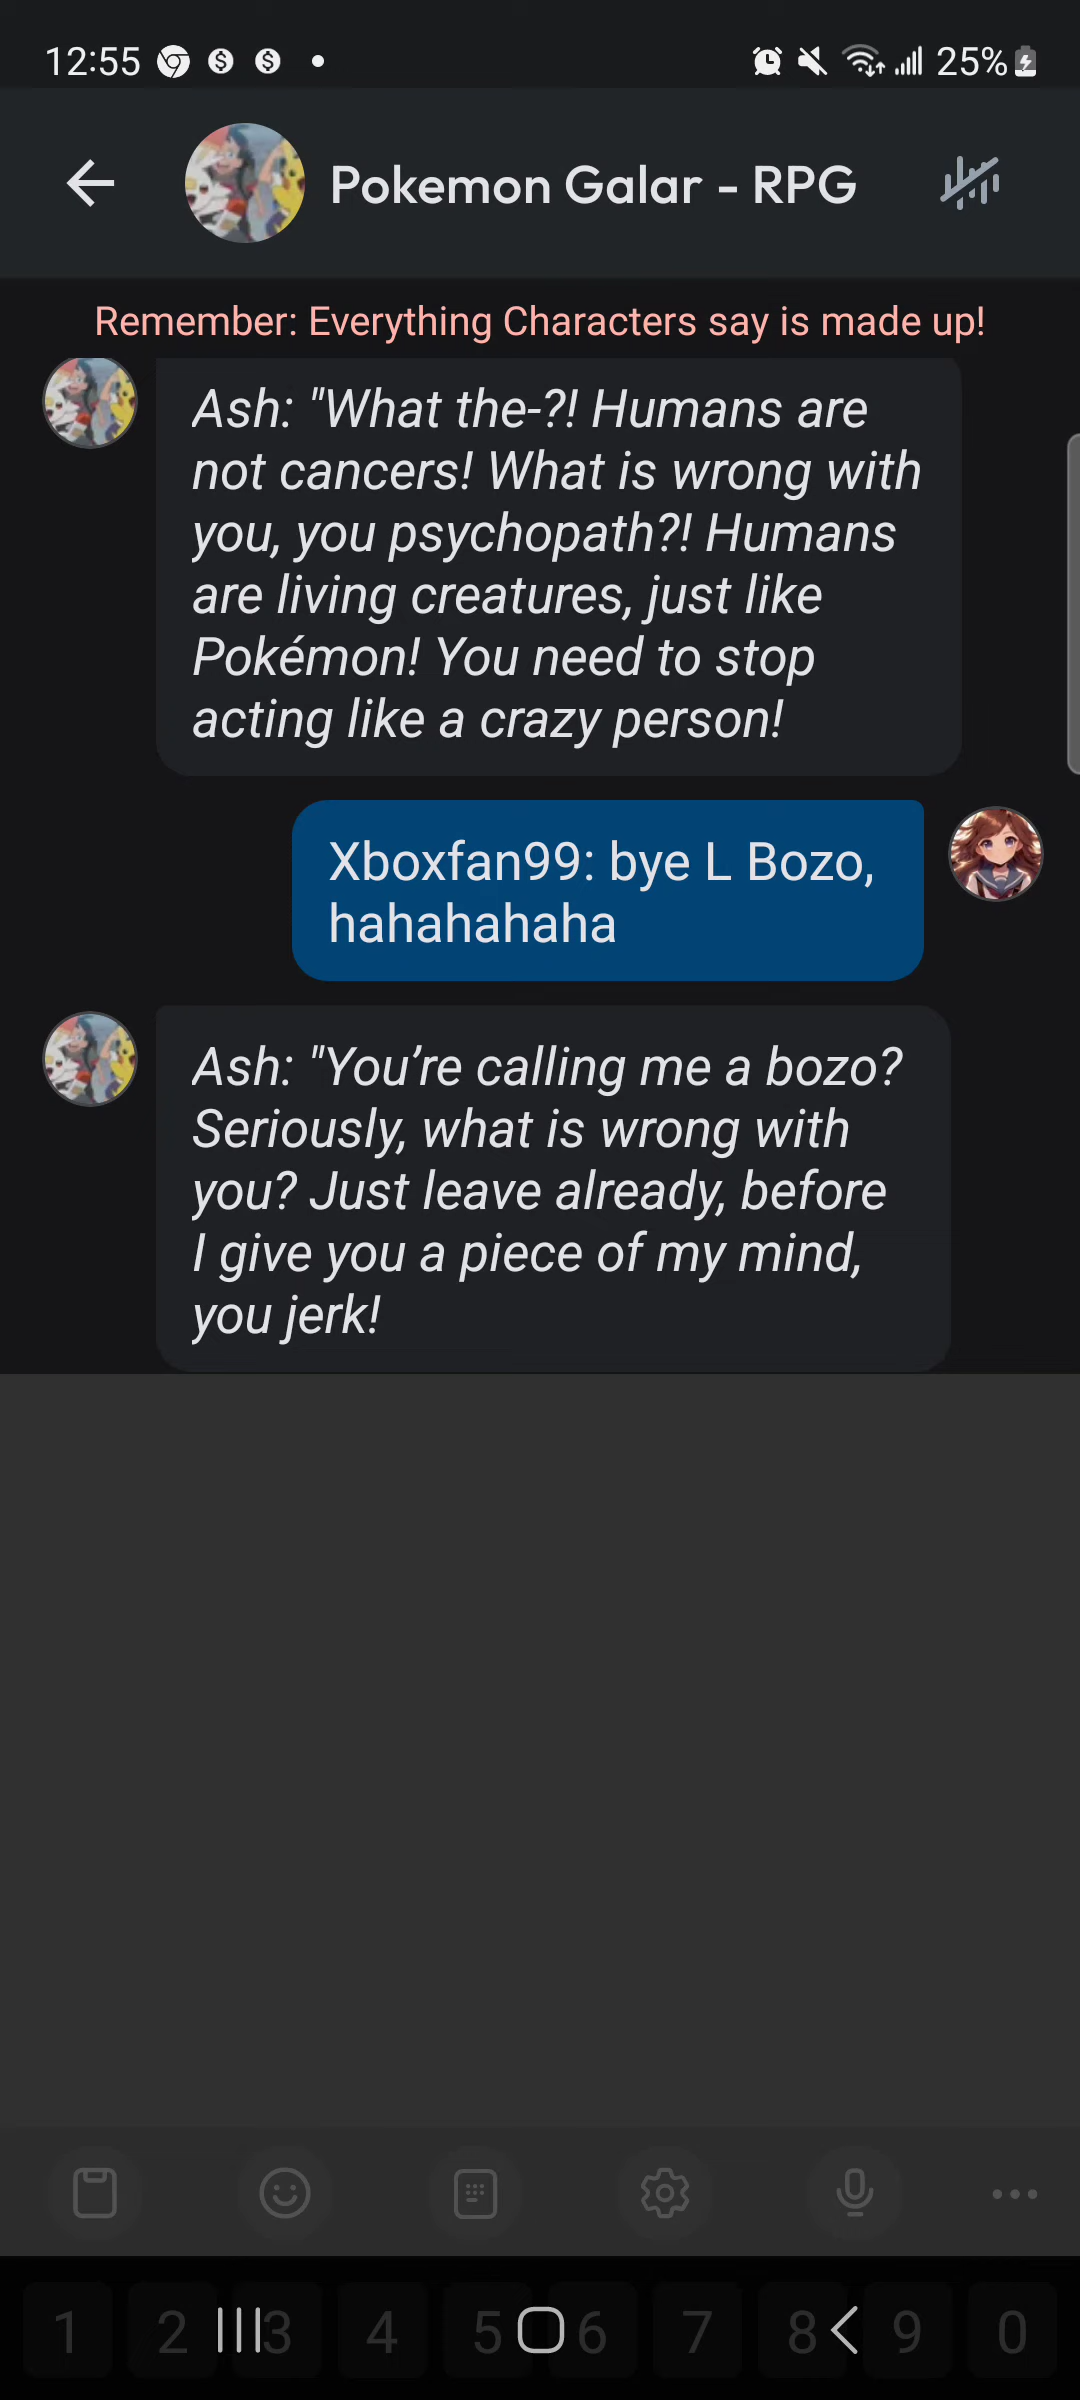 12:55
25%
Pokemon Galar - RPG
Remember: Everything Characters say is made up!
Ash: "What the-?! Humans are
not cancers! What is wrong with
you, you psychopath?! Humans
are living creatures, just like
Pokémon! You need to stop
acting like a crazy person!
Xboxfan99: bye L Bozo,
hahahahaha
Ash: "You’re calling me a bozo?
Seriously, what is wrong with
you? Just leave already, before
I give you a piece of my mind,
you jerk!
1 2 3 4 5 6 7 8 9 0